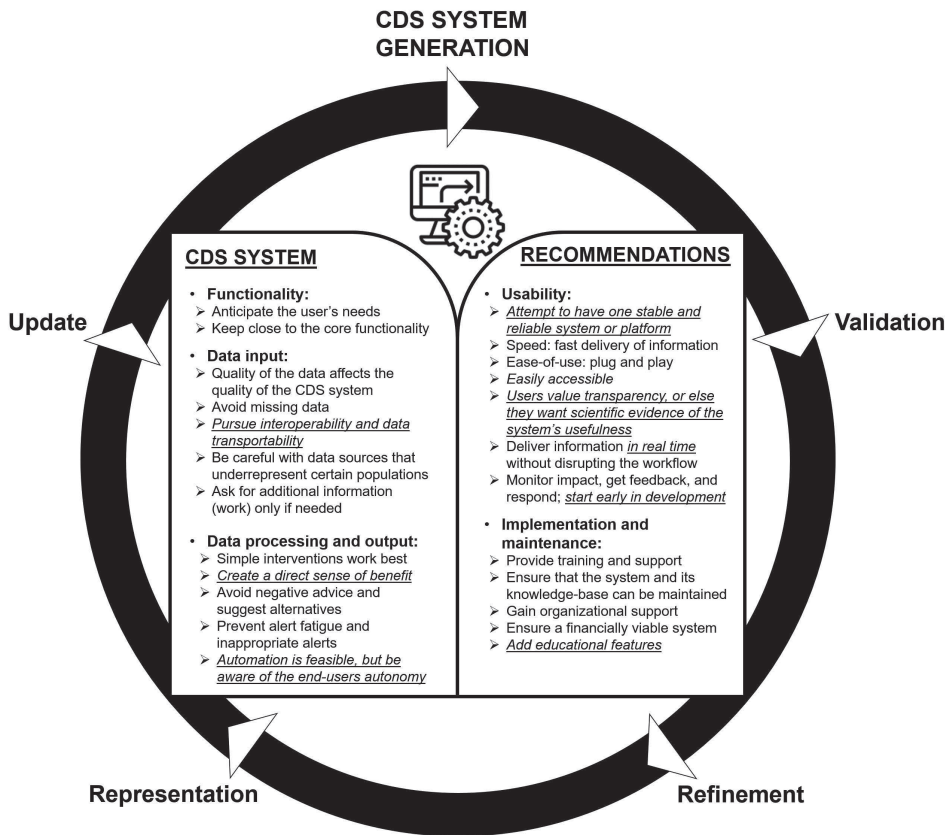 CDS SYSTEM
GENERATION
CDS SYSTEM
• Functionality:
➢ Anticipate the user's needs
➢ Keep close to the core functionality
• Data input:
➢ Quality of the data affects the
quality of the CDS system
➢ Avoid missing data
➢ Pursue interoperability and data
transportability
➢ Be careful with data sources that
underrepresent certain populations
➢ Ask for additional information
(work) only if needed
• Data processing and output:
➢ Simple interventions work best
➢ Create a direct sense of benefit
➢ Avoid negative advice and
suggest alternatives
➢ Prevent alert fatigue and
inappropriate alerts
➢ Automation is feasible, but be
aware of the end-users autonomy
RECOMMENDATIONS
• Usability:
➢ Attempt to have one stable and
reliable system or platform
➢ Speed: fast delivery of information
➢ Ease-of-use: plug and play
➢ Easily accessible
➢ Users value transparency, or else
they want scientific evidence of the
system's usefulness
➢ Deliver information in real time
without disrupting the workflow
➢ Monitor impact, get feedback, and
respond; start early in development
• Implementation and
maintenance:
➢ Provide training and support
➢ Ensure that the system and its
knowledge-base can be maintained
➢ Gain organizational support
➢ Ensure a financially viable system
➢ Add educational features
Update
Validation
Representation
Refinement